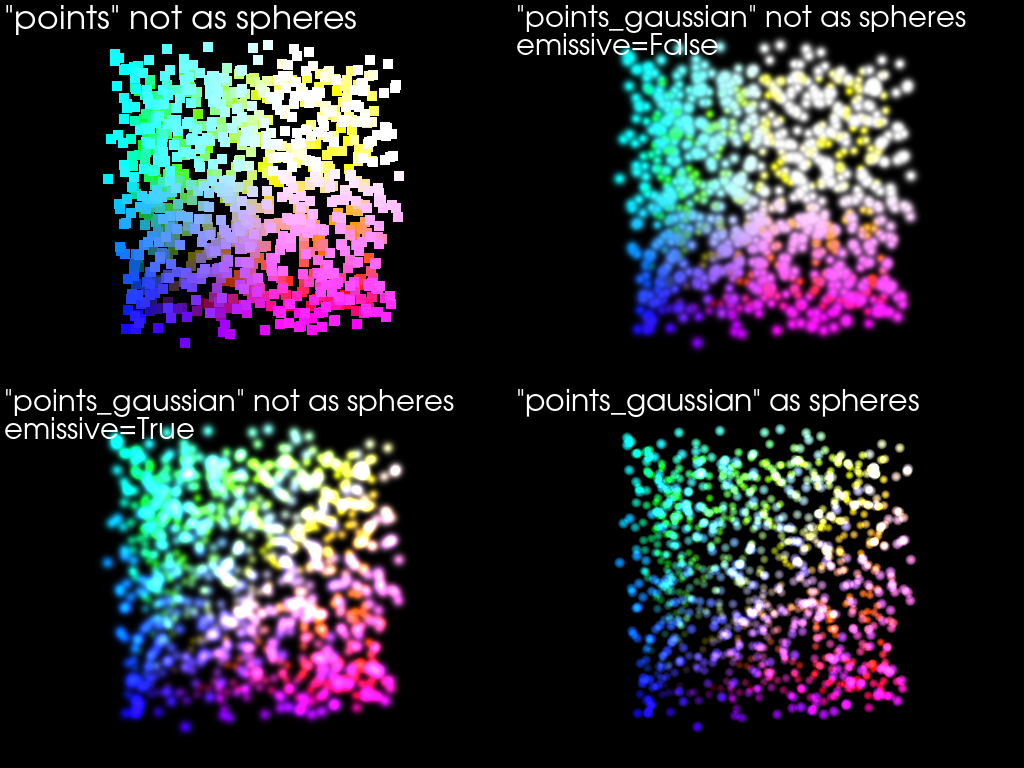 "points" not as spheres
"points_gaussian" not as spheres
emissive=False
"points_gaussian" not as spheres
emissive=True
"points_gaussian" as spheres